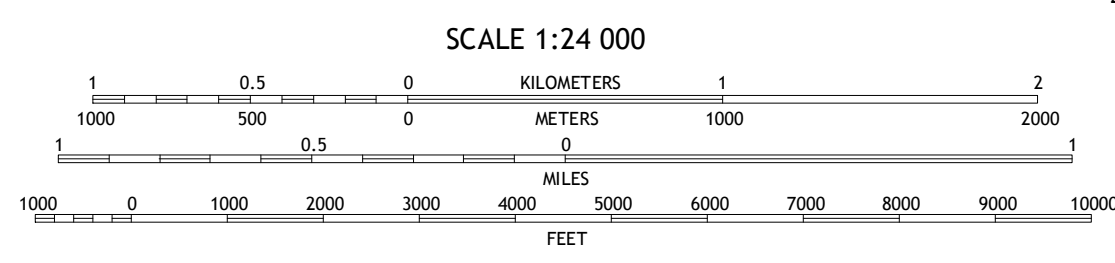 SCALE 1:24 000
1 0.5 0 KILOMETERS 1 2
1000 500 0 METERS 1000 2000
1 0.5 0 1
MILES
1000 0 1000 2000 3000 4000 5000 6000 7000 8000 9000 10000
FEET